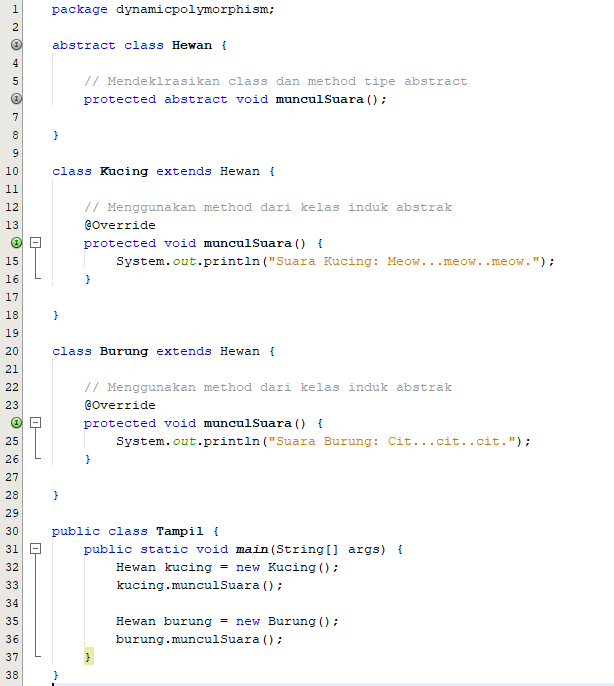 1 package dynamicpolymorphism;
2
abstract class Hewan {
4
5 // Mendeklrasikan class dan method tipe abstract
protected abstract void munculSuara();
7
8 }
9
10 class Kucing extends Hewan {
11
12 // Menggunakan method dari kelas induk abstrak
13 @Override
protected void munculSuara() {
15 System.out.println("Suara Kucing: Meow...meow..meow.");
16 }
17
18 }
19
20 class Burung extends Hewan {
21
22 // Menggunakan method dari kelas induk abstrak
23 @Override
protected void munculSuara() {
25 System.out.println("Suara Burung: Cit...cit..cit.");
26 }
27
28 }
29
30 public class Tampil {
31 public static void main(String[] args) {
32 Hewan kucing = new Kucing();
33 kucing.munculSuara();
34
35 Hewan burung = new Burung();
36 burung.munculSuara();
37 }
38 }